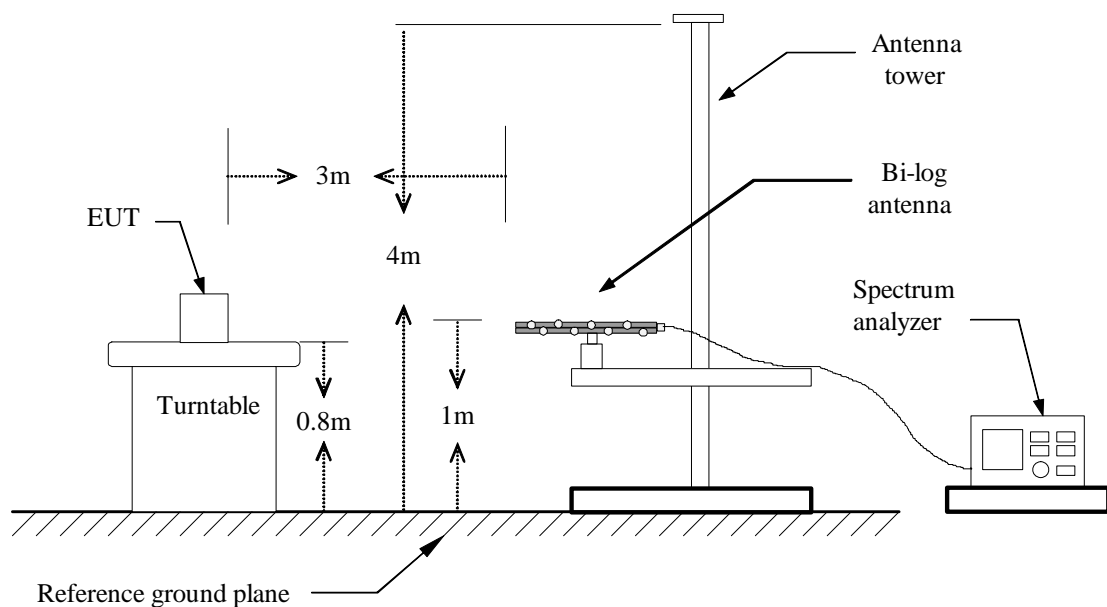 Antenna
tower
3m
Bi-log
antenna
EUT
4m
Spectrum
analyzer
Turntable
0.8m
1m
Reference ground plane